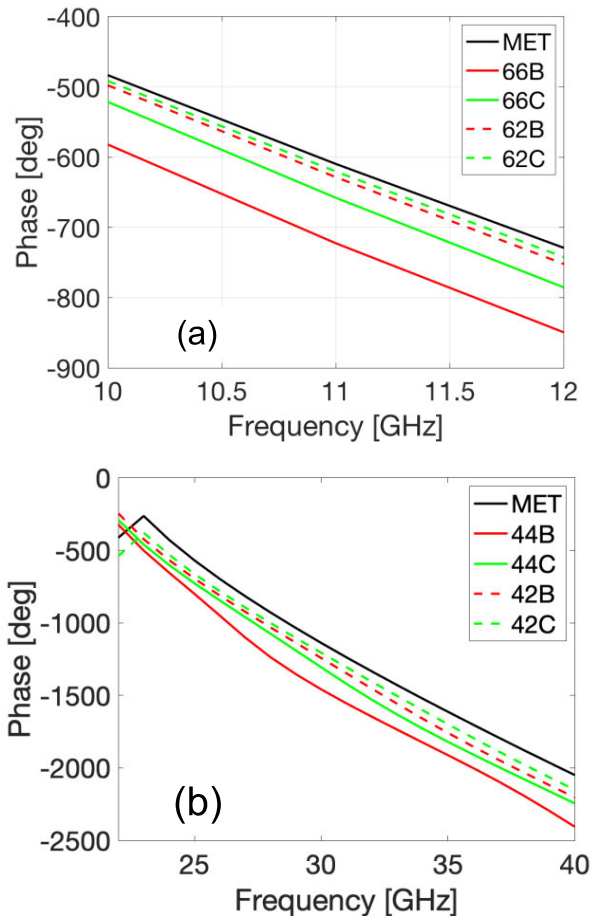 -400
-500
-600
-700
-800
-900
Phase [deg]
MET
66B
66C
62B
62C
(a)
10
10.5
11
11.5
12
Frequency [GHz]
0
-500
-1000
-1500
-2000
-2500
Phase [deg]
MET
44B
44C
42B
42C
(b)
25
30
35
40
Frequency [GHz]